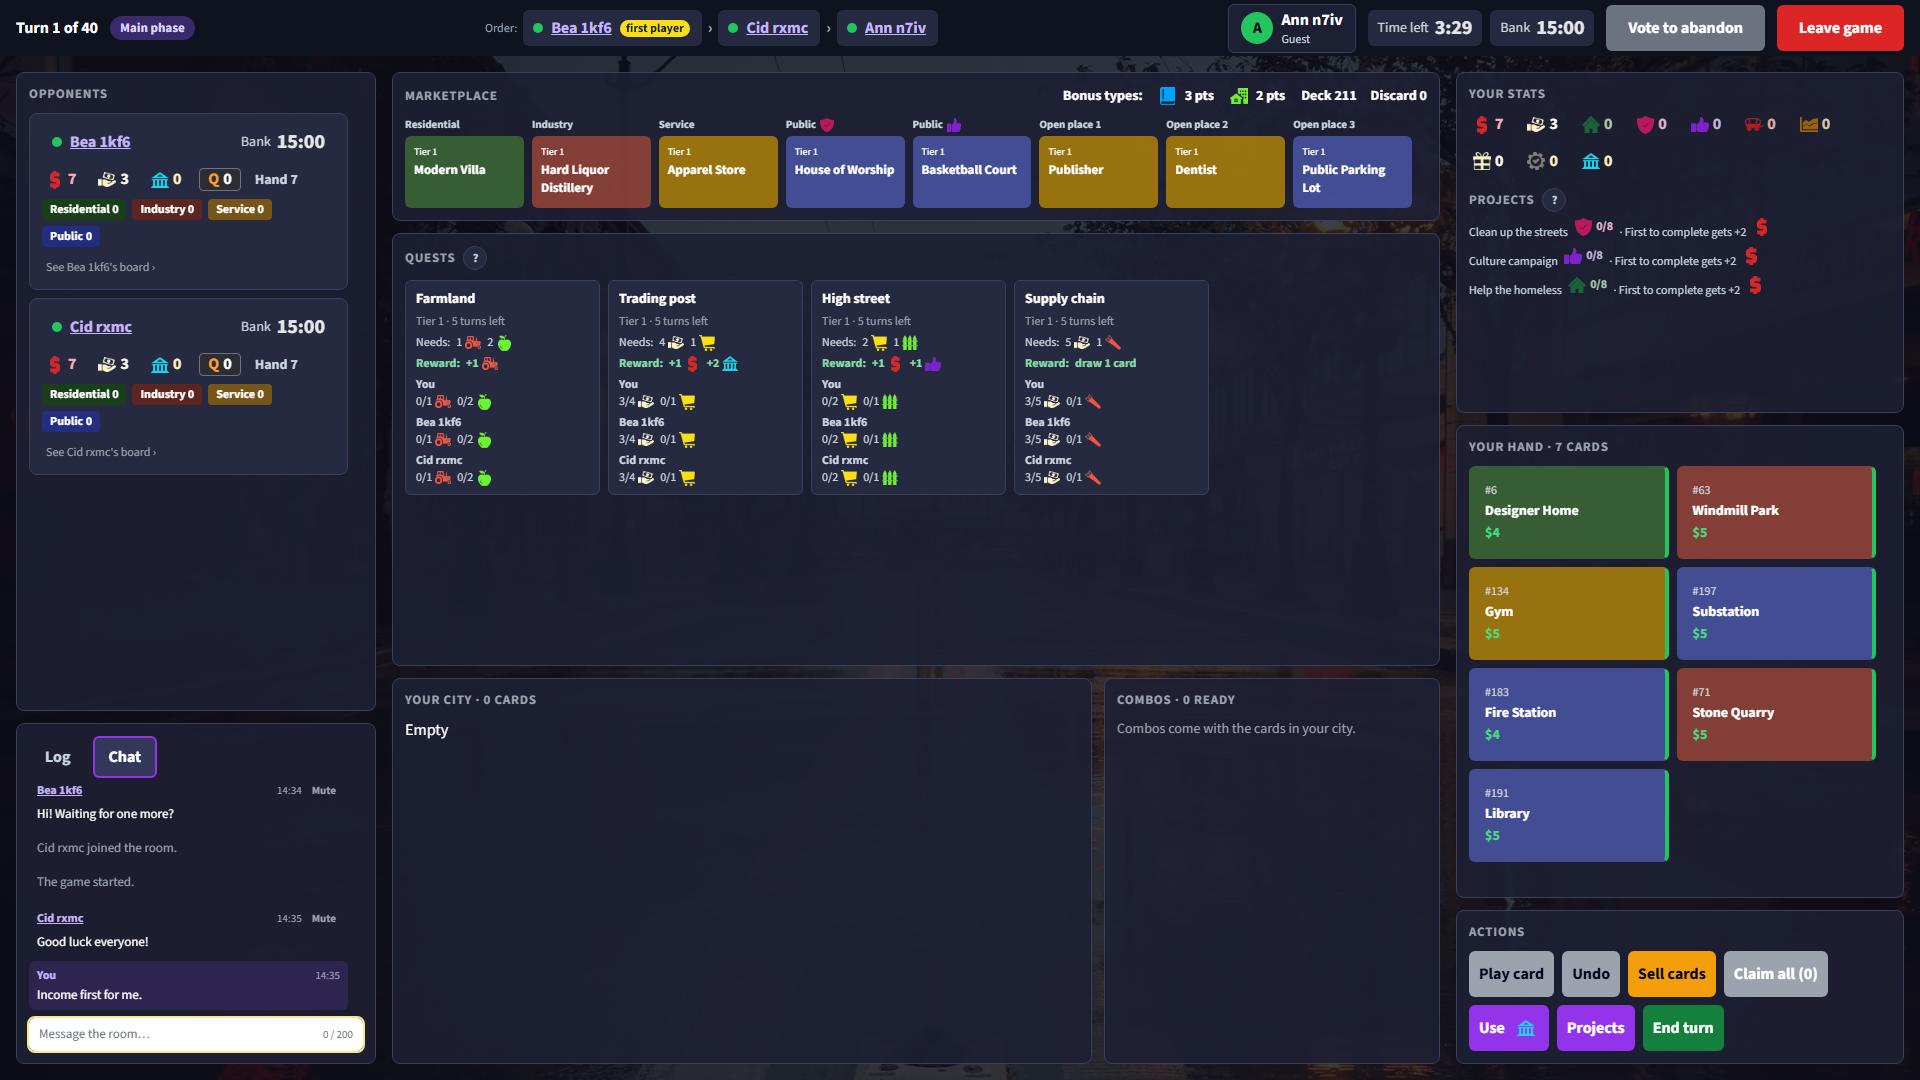 Turn 1 of 40 Main phase
Order: Bea 1kf6 first player › Cid rxmc › Ann n7iv
A Ann n7iv
Guest
Time left 3:29 Bank 15:00 Vote to abandon Leave game
OPPONENTS
Bea 1kf6 Bank 15:00
7 3 0 Q 0 Hand 7
Residential 0 Industry 0 Service 0
Public 0
See Bea 1kf6's board ›
Cid rxmc Bank 15:00
7 3 0 Q 0 Hand 7
Residential 0 Industry 0 Service 0
Public 0
See Cid rxmc's board ›
Log Chat
Bea 1kf6 14:34 Mute
Hi! Waiting for one more?
Cid rxmc joined the room.
The game started.
Cid rxmc 14:35 Mute
Good luck everyone!
You 14:35
Income first for me.
Message the room… 0 / 200
MARKETPLACE
Bonus types: 3 pts 2 pts Deck 211 Discard 0
Residential
Tier 1
Modern Villa
Industry
Tier 1
Hard Liquor
Distillery
Service
Tier 1
Apparel Store
Public
Tier 1
House of Worship
Public
Tier 1
Basketball Court
Open place 1
Tier 1
Publisher
Open place 2
Tier 1
Dentist
Open place 3
Tier 1
Public Parking
Lot
QUESTS ?
Farmland
Tier 1 · 5 turns left
Needs: 1 2
Reward: +1
You
0/1 0/2
Bea 1kf6
0/1 0/2
Cid rxmc
0/1 0/2
Trading post
Tier 1 · 5 turns left
Needs: 4 1
Reward: +1 $ +2
You
3/4 0/1
Bea 1kf6
3/4 0/1
Cid rxmc
3/4 0/1
High street
Tier 1 · 5 turns left
Needs: 2 1
Reward: +1 $ +1
You
0/2 0/1
Bea 1kf6
0/2 0/1
Cid rxmc
0/2 0/1
Supply chain
Tier 1 · 5 turns left
Needs: 5 1
Reward: draw 1 card
You
3/5 0/1
Bea 1kf6
3/5 0/1
Cid rxmc
3/5 0/1
YOUR CITY · 0 CARDS
Empty
COMBOS · 0 READY
Combos come with the cards in your city.
YOUR STATS
$ 7 3 0 0 0 0 0
0 0 0
PROJECTS ?
Clean up the streets 0/8 · First to complete gets +2 $
Culture campaign 0/8 · First to complete gets +2 $
Help the homeless 0/8 · First to complete gets +2 $
YOUR HAND · 7 CARDS
#6
Designer Home
$4
#63
Windmill Park
$5
#134
Gym
$5
#197
Substation
$5
#183
Fire Station
$4
#71
Stone Quarry
$5
#191
Library
$5
ACTIONS
Play card Undo Sell cards Claim all (0)
Use Projects End turn